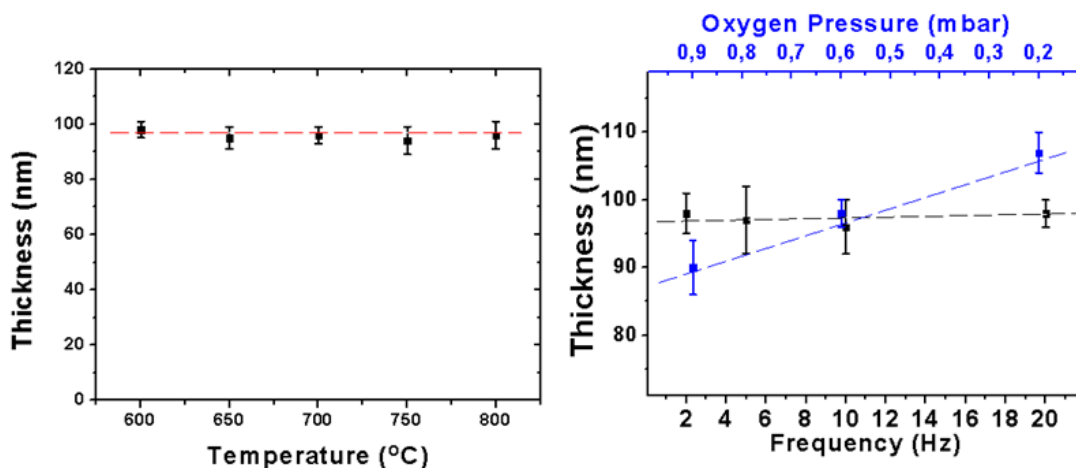 120
100
80
60
40
20
0
Thickness (nm)
600 650 700 750 800
Temperature (°C)
Oxygen Pressure (mbar)
0,9 0,8 0,7 0,6 0,5 0,4 0,3 0,2
110
100
90
80
Thickness (nm)
2 4 6 8 10 12 14 16 18 20
Frequency (Hz)